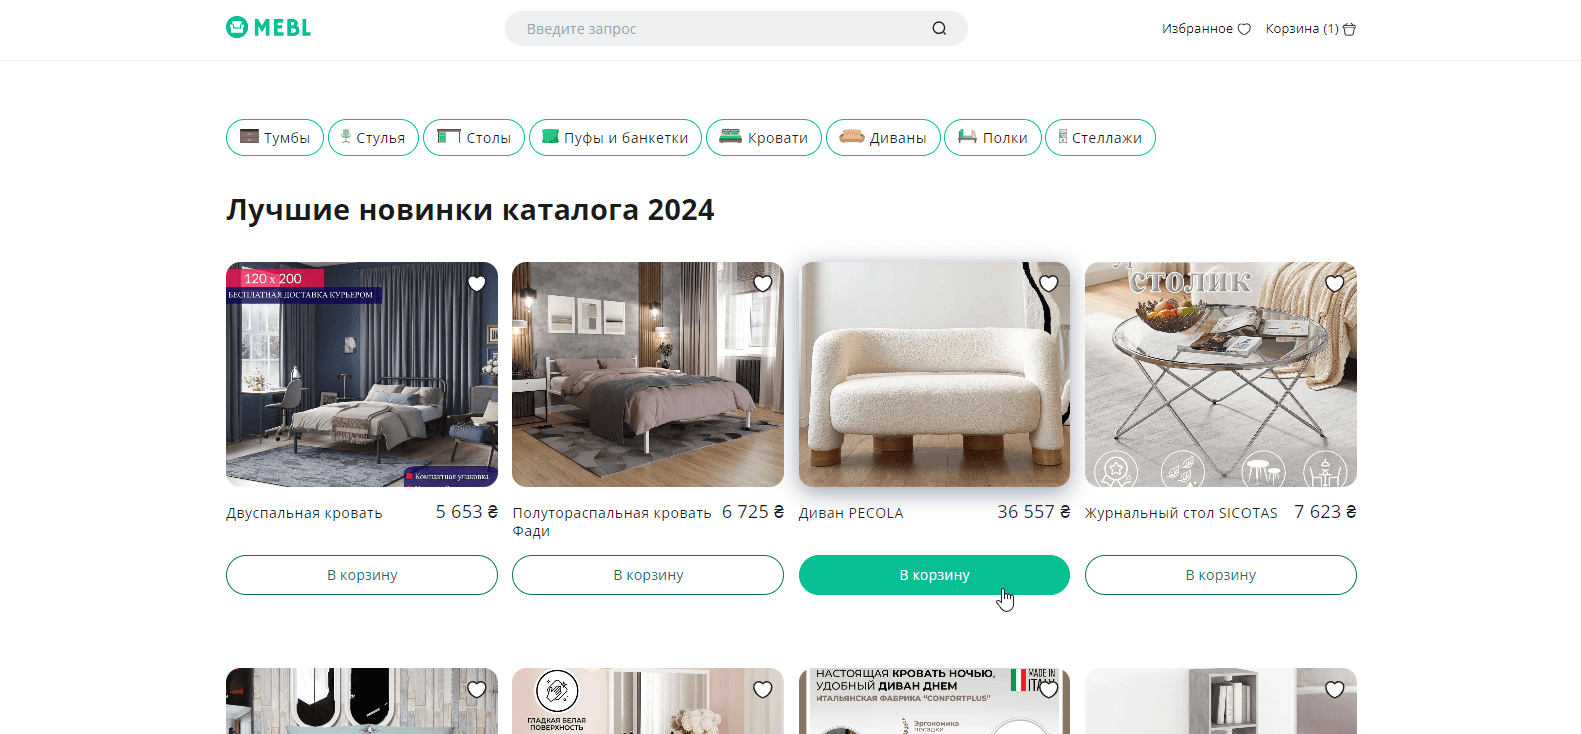 MEBL
Введите запрос
Избранное
Корзина (1)
Тумбы
Стулья
Столы
Пуфы и банкетки
Кровати
Диваны
Полки
Стеллажи
Лучшие новинки каталога 2024
120 x 200
БЕСПЛАТНАЯ ДОСТАВКА КУРЬЕРОМ
Компактная упаковка
столик
Двуспальная кровать
5 653 ₴
Полутораспальная кровать
Фади
6 725 ₴
Диван PECOLA
36 557 ₴
Журнальный стол SICOTAS
7 623 ₴
В корзину
В корзину
В корзину
В корзину
ГЛАДКАЯ БЕЛАЯ
ПОВЕРХНОСТЬ
НАСТОЯЩАЯ КРОВАТЬ НОЧЬЮ,
УДОБНЫЙ ДИВАН ДНЕМ
ИТАЛЬЯНСКАЯ ФАБРИКА "CONFORTPLUS"
MADE IN
Эргономика
посадки